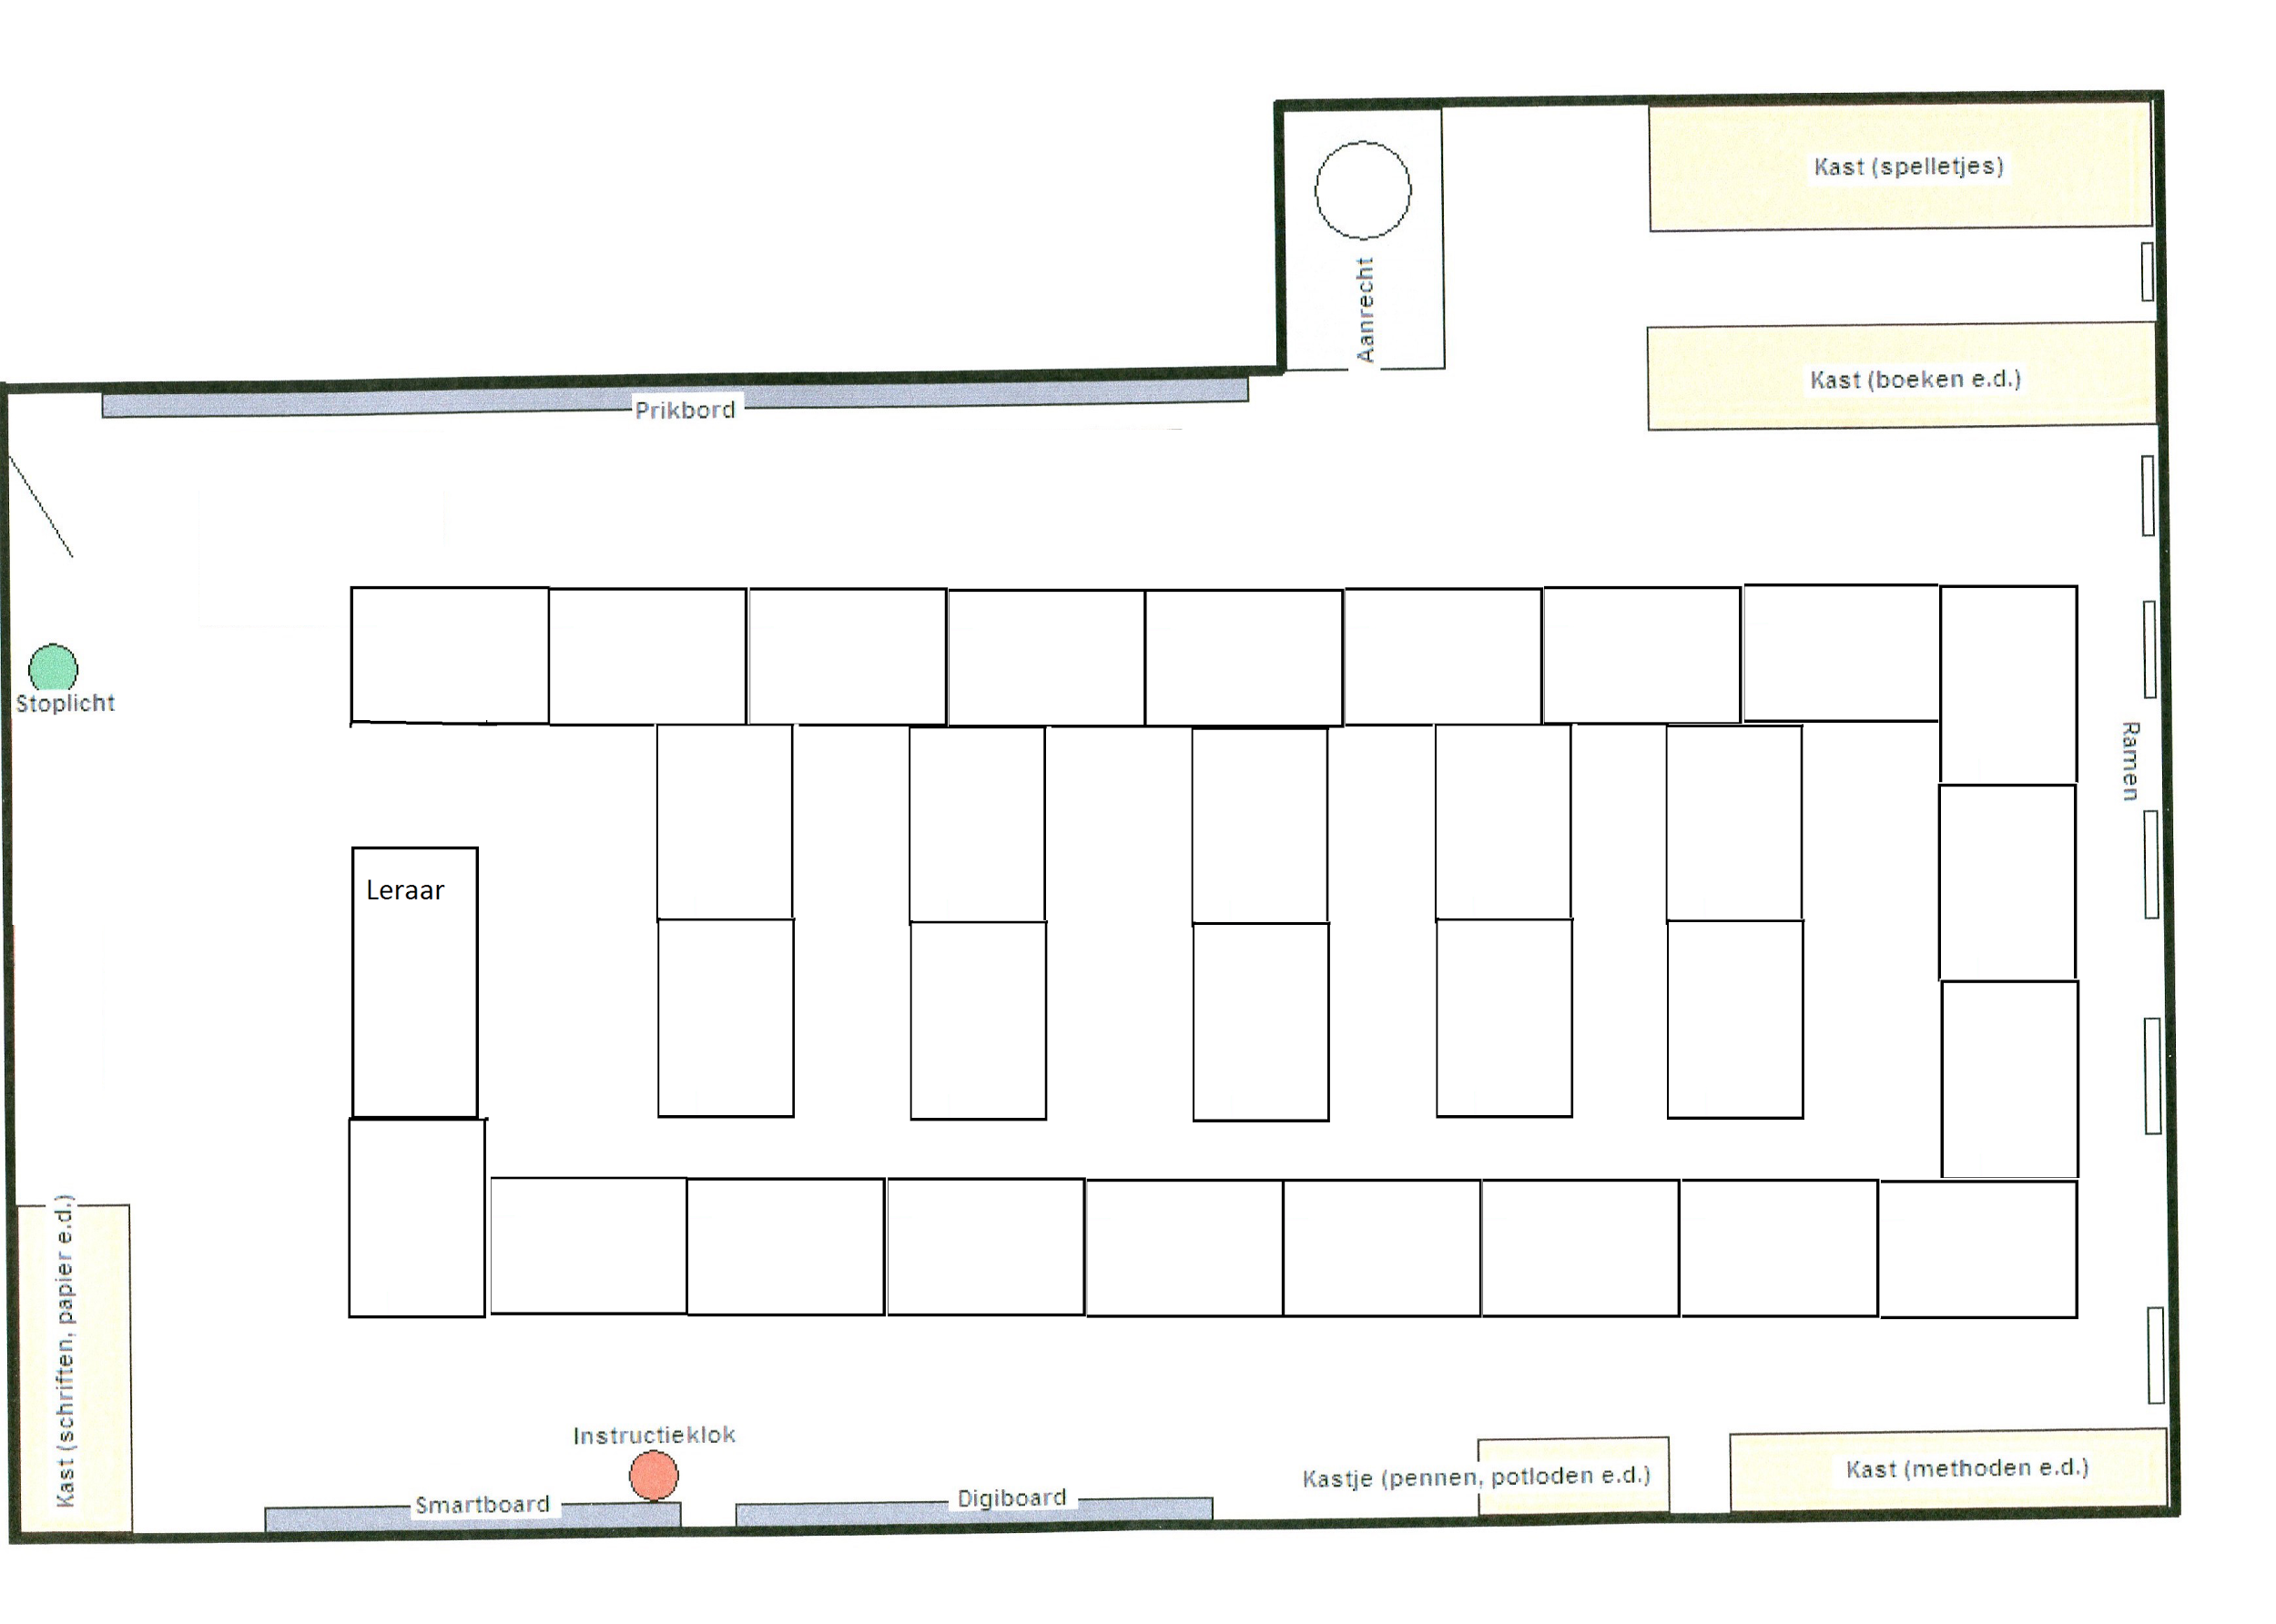 Kast (spelletjes)
Aanrecht
Kast (boeken e.d.)
Prikbord
Stoplicht
Ramen
Leraar
Kast (schriften, papier e.d.)
Instructieklok
Kastje (pennen, potloden e.d.)
Kast (methoden e.d.)
Smartboard
Digiboard